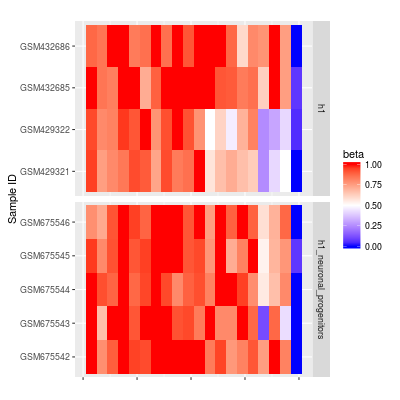 Sample ID
GSM432686
GSM432685
GSM429322
GSM429321
h1
GSM675546
GSM675545
GSM675544
GSM675543
GSM675542
h1_neuronal_progenitors
beta
1.00
0.75
0.50
0.25
0.00